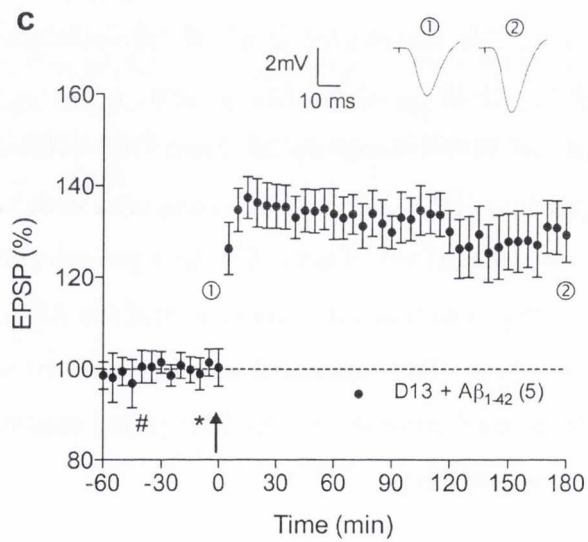 C
① ②
2mV
10 ms
160
140
120
100
80
EPSP (%)
① ②
D13 + Aβ1-42 (5)
# *
-60 -30 0 30 60 90 120 150 180
Time (min)